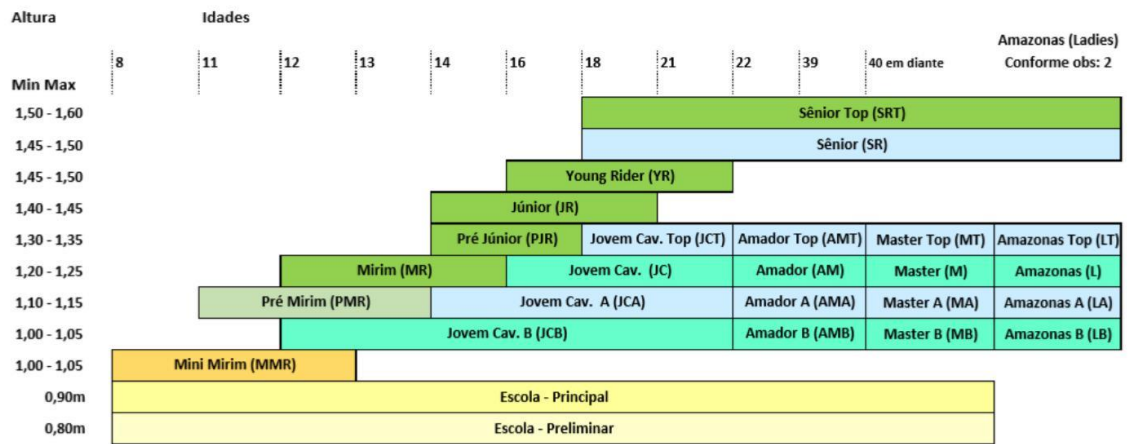 Altura Idades
Amazonas (Ladies)
8 11 12 13 14 16 18 21 22 39 40 em diante Conforme obs: 2
Min Max
1,50 - 1,60 Sênior Top (SRT)
1,45 - 1,50 Sênior (SR)
1,45 - 1,50 Young Rider (YR)
1,40 - 1,45 Júnior (JR)
1,30 - 1,35 Pré Júnior (PJR) Jovem Cav. Top (JCT) Amador Top (AMT) Master Top (MT) Amazonas Top (LT)
1,20 - 1,25 Mirim (MR) Jovem Cav. (JC) Amador (AM) Master (M) Amazonas (L)
1,10 - 1,15 Pré Mirim (PMR) Jovem Cav. A (JCA) Amador A (AMA) Master A (MA) Amazonas A (LA)
1,00 - 1,05 Jovem Cav. B (JCB) Amador B (AMB) Master B (MB) Amazonas B (LB)
1,00 - 1,05 Mini Mirim (MMR)
0,90m Escola - Principal
0,80m Escola - Preliminar